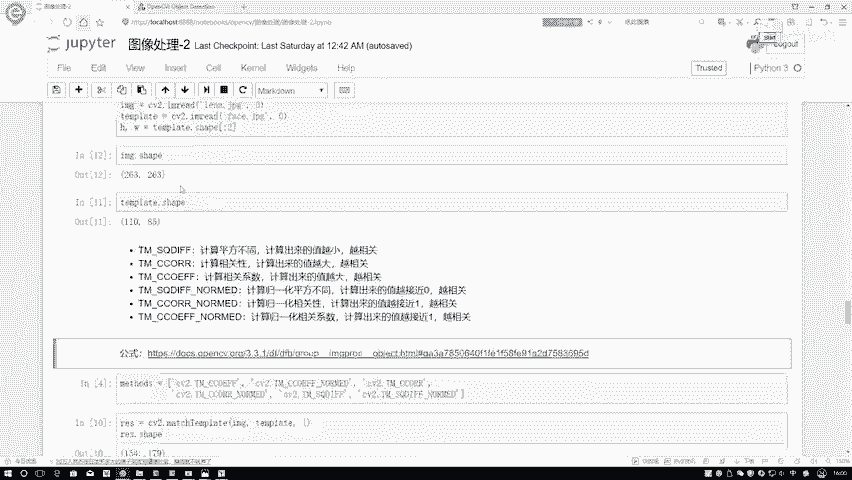 图像处理-2
OpenCV: Object Detection
https://localhost:8888/notebooks/opencv/图像处理/图像处理-2.ipynb
jupyter 图像处理-2 Last Checkpoint: Last Saturday at 12:42 AM (autosaved)
Logout
File Edit View Insert Cell Kernel Widgets Help
Trusted
Python 3
Markdown
img = cv2.imread('lena.jpg', 0)
template = cv2.imread('face.jpg', 0)
h, w = template.shape[:2]
In [12]: img.shape
Out[12]: (263, 263)
In [11]: template.shape
Out[11]: (110, 85)
TM_SQDIFF：计算平方不同，计算出来的值越小，越相关
TM_CCORR：计算相关性，计算出来的值越大，越相关
TM_CCOEFF：计算相关系数，计算出来的值越大，越相关
TM_SQDIFF_NORMED：计算归一化平方不同，计算出来的值越接近0，越相关
TM_CCORR_NORMED：计算归一化相关性，计算出来的值越接近1，越相关
TM_CCOEFF_NORMED：计算归一化相关系数，计算出来的值越接近1，越相关
公式：https://docs.opencv.org/3.3.1/df/dfb/group__imgproc__object.html#ga3a7850640f1fe1f58fe91a2d7583695d
In [4]: methods = ['cv2.TM_CCOEFF', 'cv2.TM_CCOEFF_NORMED', 'cv2.TM_CCORR',
'cv2.TM_CCORR_NORMED', 'cv2.TM_SQDIFF', 'cv2.TM_SQDIFF_NORMED']
In [10]: res = cv2.matchTemplate(img, template, 1)
res.shape
Out[10]: (154, 179)
16:00